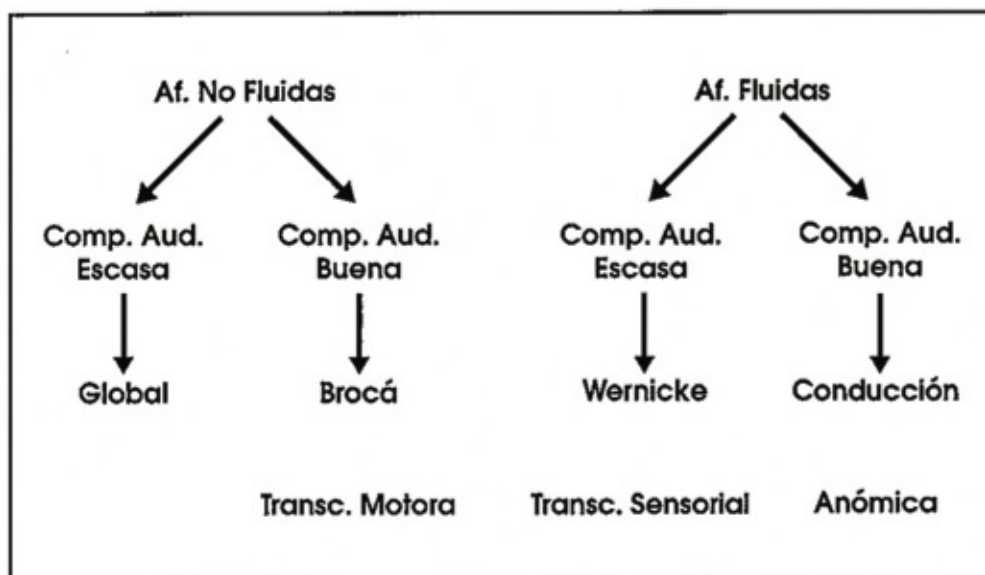 Af. No Fluidas
Af. Fluidas
Comp. Aud.
Escasa
Comp. Aud.
Buena
Comp. Aud.
Escasa
Comp. Aud.
Buena
Global
Brocá
Wernicke
Conducción
Transc. Motora
Transc. Sensorial
Anómica